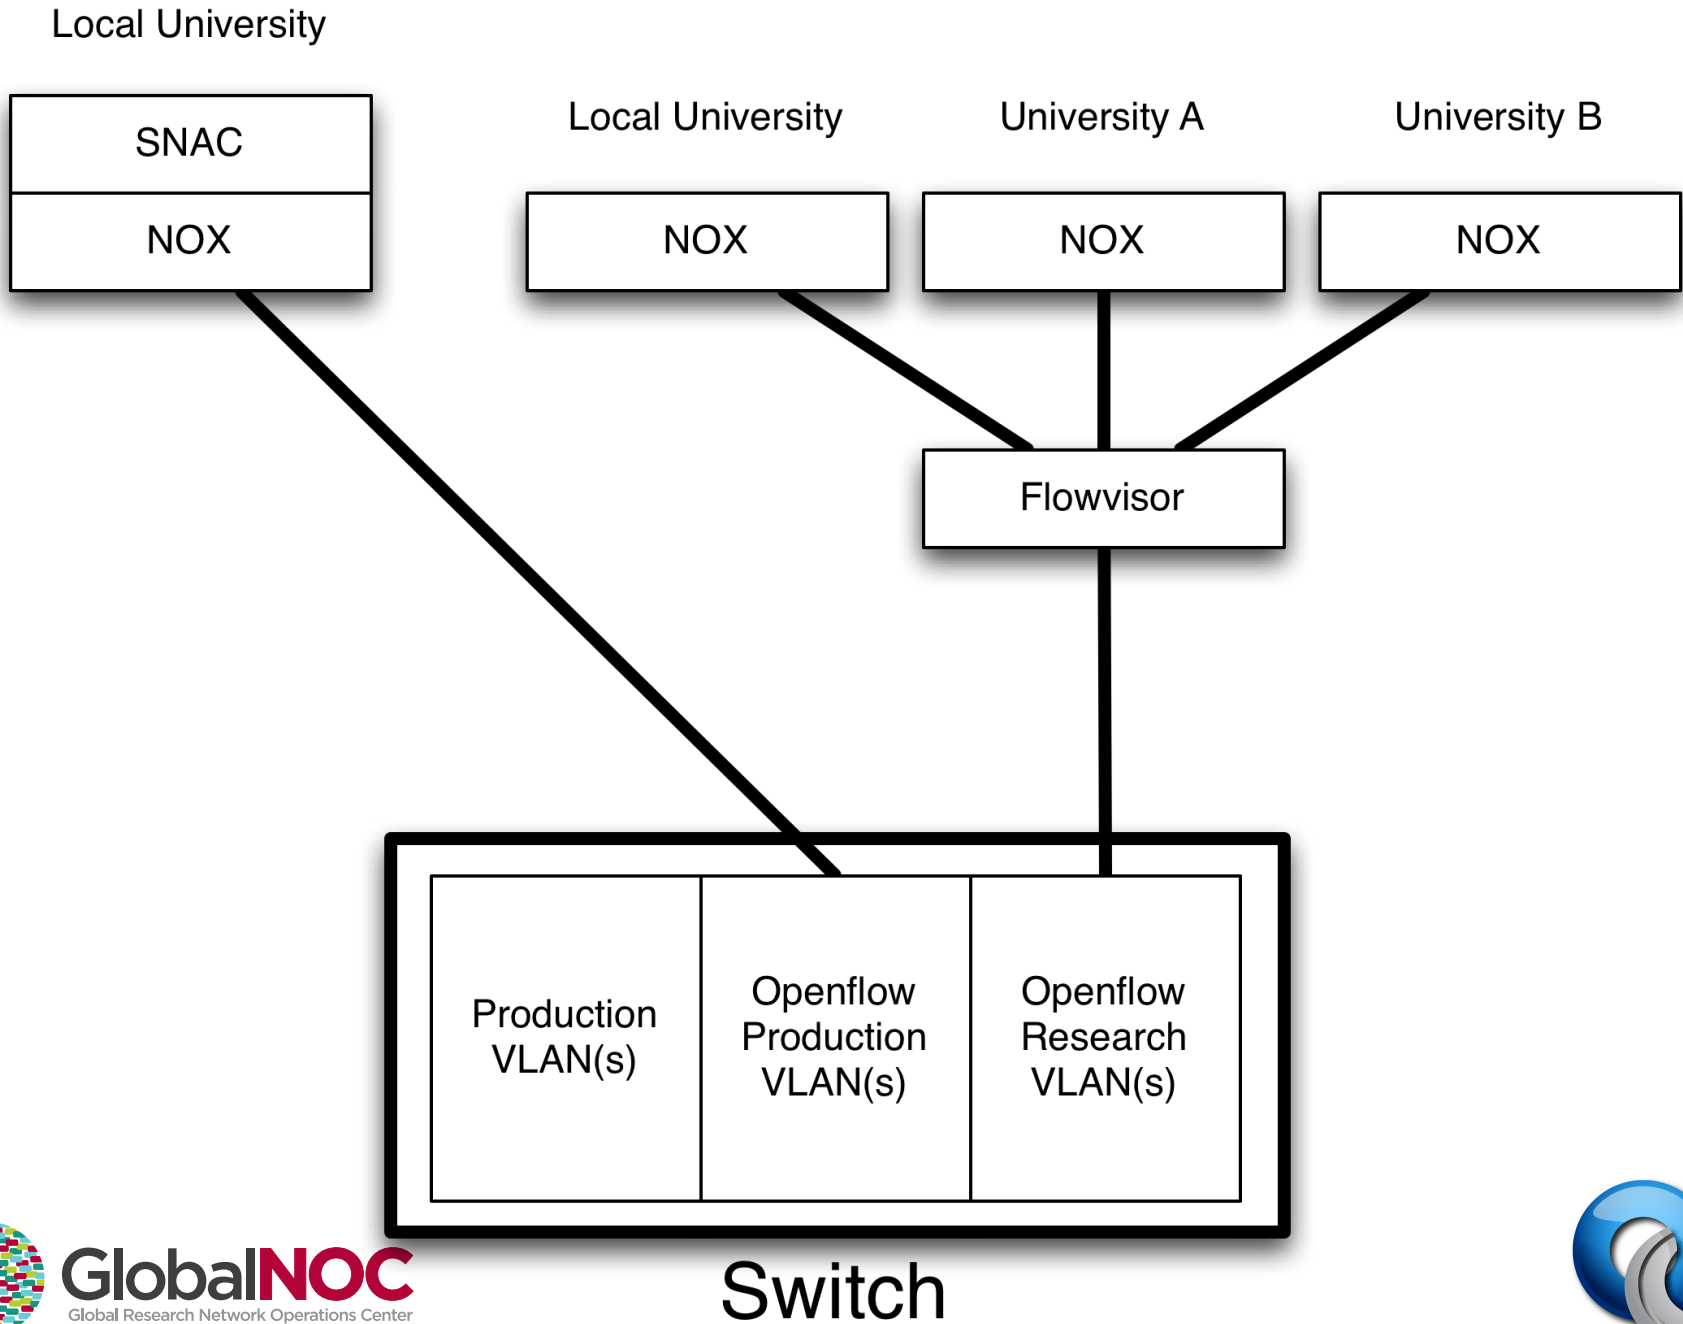 Local University
SNAC
NOX
Local University
University A
University B
NOX
NOX
NOX
Flowvisor
Production
VLAN(s)
Openflow
Production
VLAN(s)
Openflow
Research
VLAN(s)
Switch
GlobalNOC
Global Research Network Operations Center